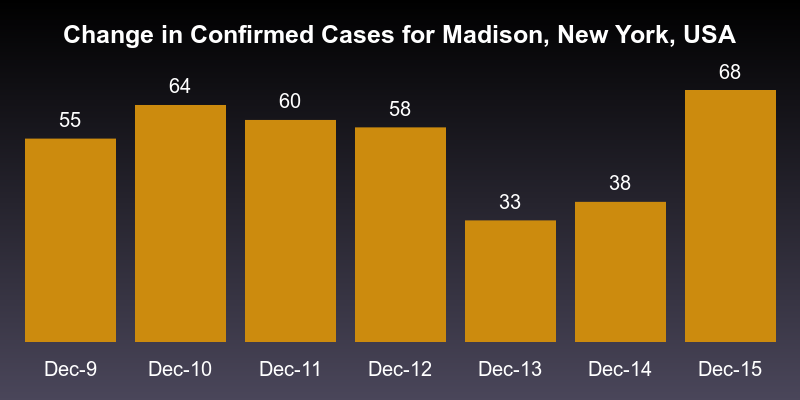 Change in Confirmed Cases for Madison, New York, USA
55
64
60
58
33
38
68
Dec-9
Dec-10
Dec-11
Dec-12
Dec-13
Dec-14
Dec-15